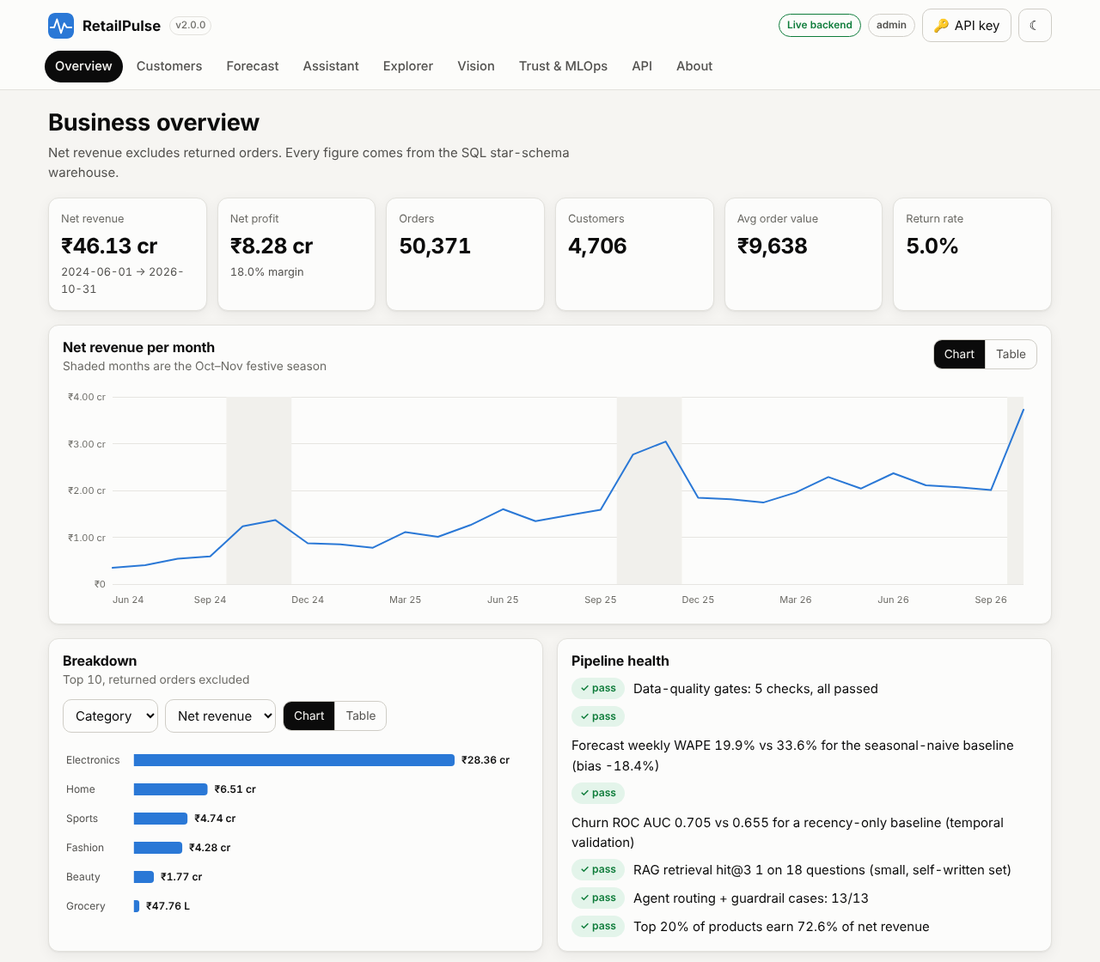 RetailPulse v2.0.0 Live backend admin 🔑 API key ☾
Overview Customers Forecast Assistant Explorer Vision Trust & MLOps API About
Business overview
Net revenue excludes returned orders. Every figure comes from the SQL star-schema
warehouse.
Net revenue
₹46.13 cr
2024-06-01 → 2026-
10-31
Net profit
₹8.28 cr
18.0% margin
Orders
50,371
Customers
4,706
Avg order value
₹9,638
Return rate
5.0%
Net revenue per month
Shaded months are the Oct–Nov festive season
Chart Table
₹4.00 cr
₹3.00 cr
₹2.00 cr
₹1.00 cr
₹0
Jun 24 Sep 24 Dec 24 Mar 25 Jun 25 Sep 25 Dec 25 Mar 26 Jun 26 Sep 26
Breakdown
Top 10, returned orders excluded
Category Net revenue Chart Table
Electronics ₹28.36 cr
Home ₹6.51 cr
Sports ₹4.74 cr
Fashion ₹4.28 cr
Beauty ₹1.77 cr
Grocery ₹47.76 L
Pipeline health
✓ pass Data-quality gates: 5 checks, all passed
✓ pass
Forecast weekly WAPE 19.9% vs 33.6% for the seasonal-naive baseline
(bias -18.4%)
✓ pass
Churn ROC AUC 0.705 vs 0.655 for a recency-only baseline (temporal
validation)
✓ pass RAG retrieval hit@3 1 on 18 questions (small, self-written set)
✓ pass Agent routing + guardrail cases: 13/13
✓ pass Top 20% of products earn 72.6% of net revenue